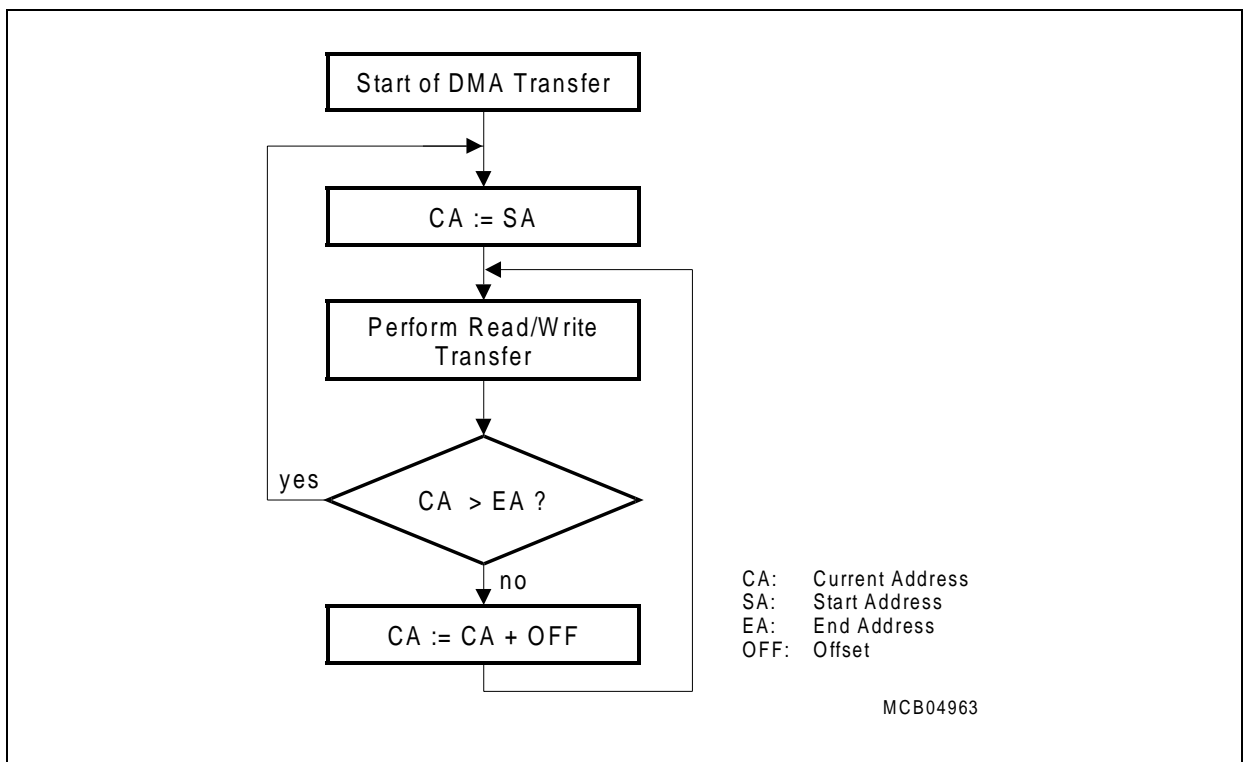 Start of DMA Transfer
CA := SA
Perform Read/Write
Transfer
yes
CA > EA ?
no
CA := CA + OFF
CA: Current Address
SA: Start Address
EA: End Address
OFF: Offset
MCB04963